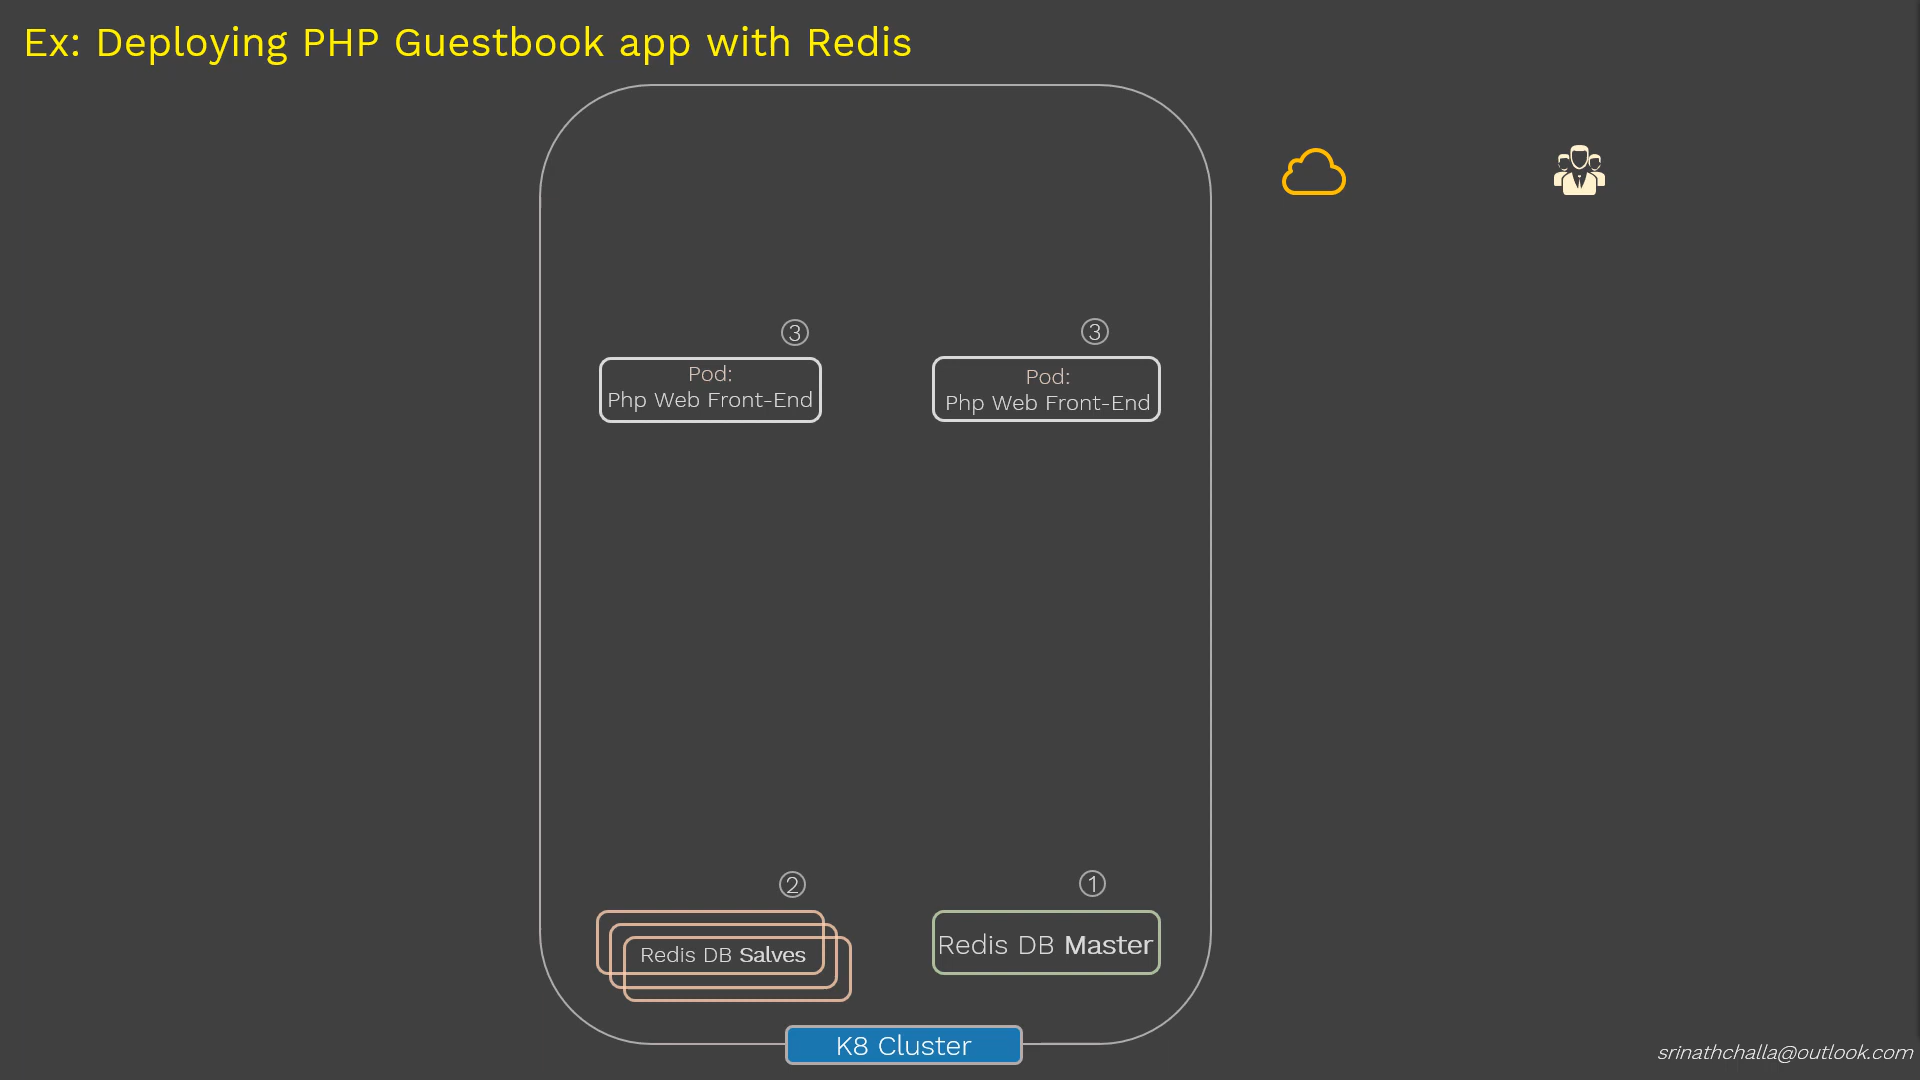 Ex: Deploying PHP Guestbook app with Redis
3
3
Pod:
Php Web Front-End
Pod:
Php Web Front-End
2
1
Redis DB Salves
Redis DB Master
K8 Cluster
srinathchalla@outlook.com